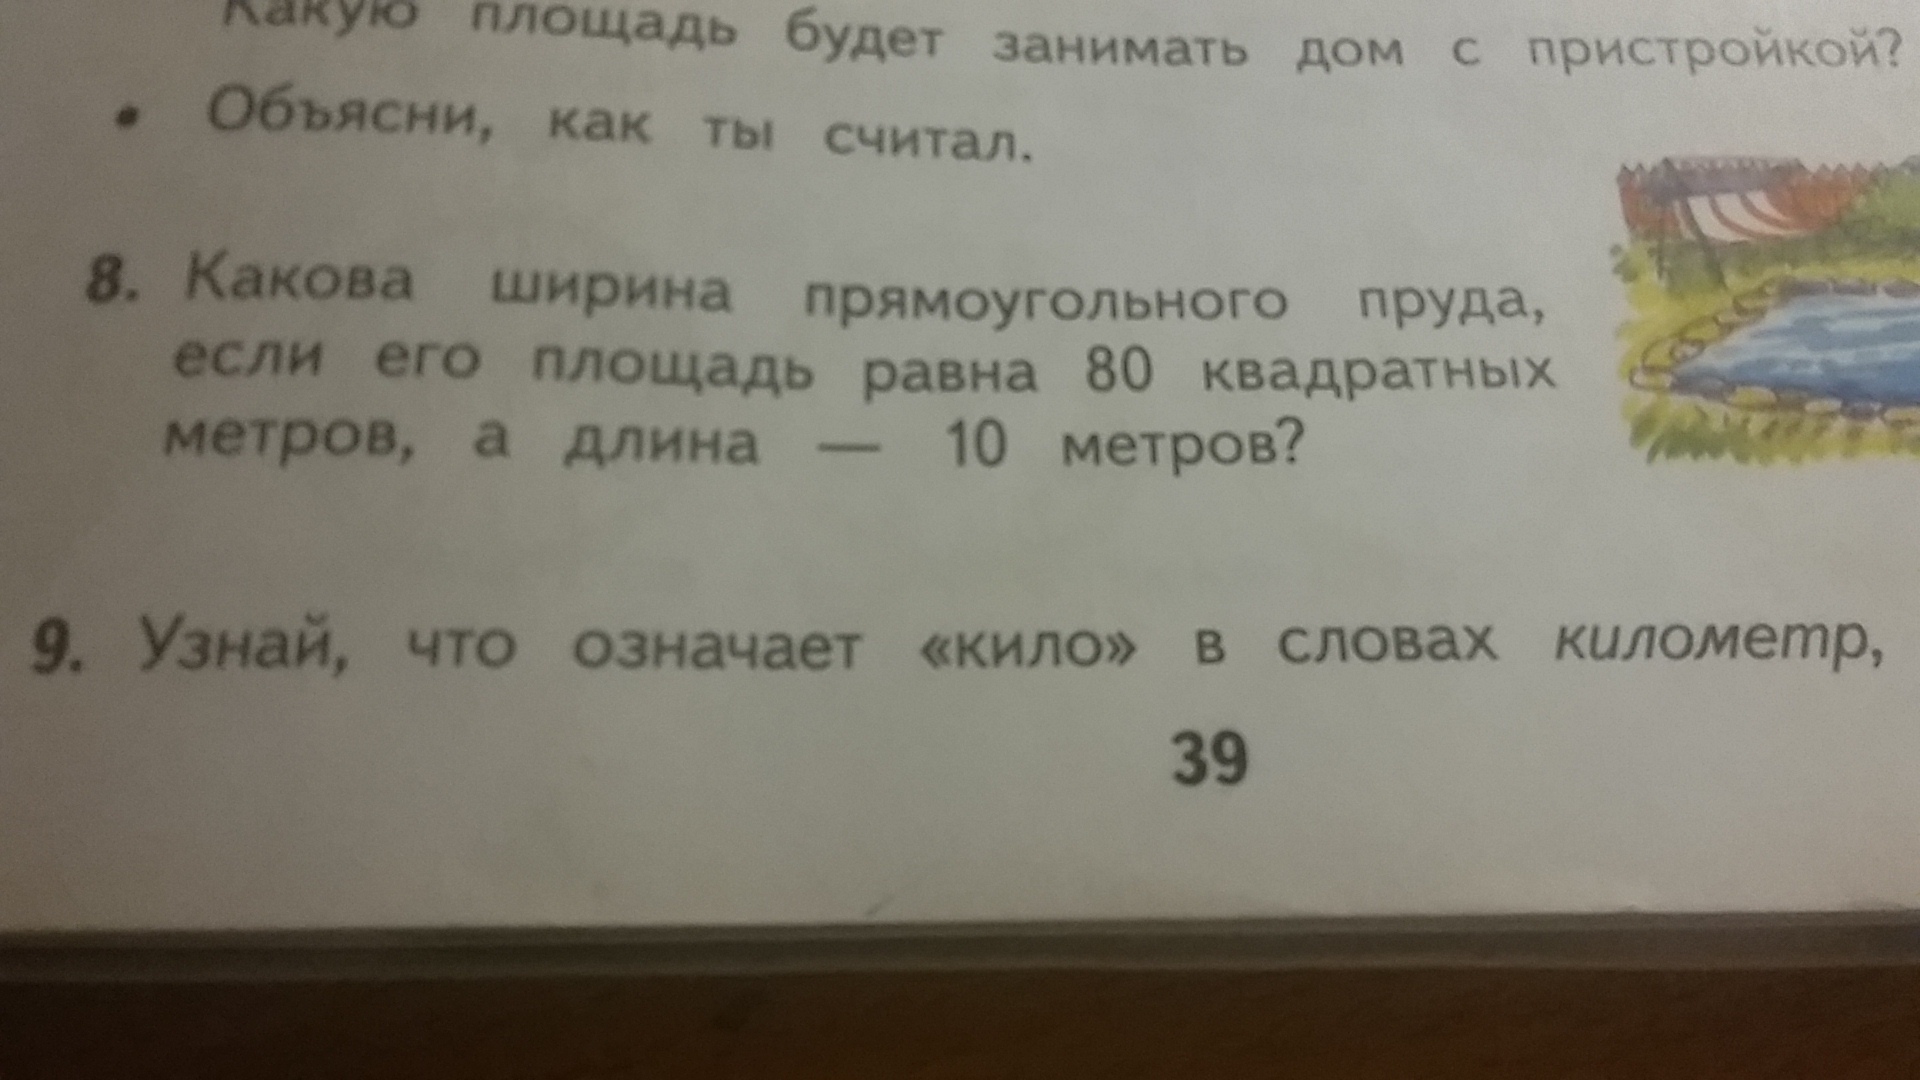 Какую площадь будет занимать дом с пристройкой?
• Объясни, как ты считал.
8. Какова ширина прямоугольного пруда,
если его площадь равна 80 квадратных
метров, а длина — 10 метров?
9. Узнай, что означает «кило» в словах километр,
39